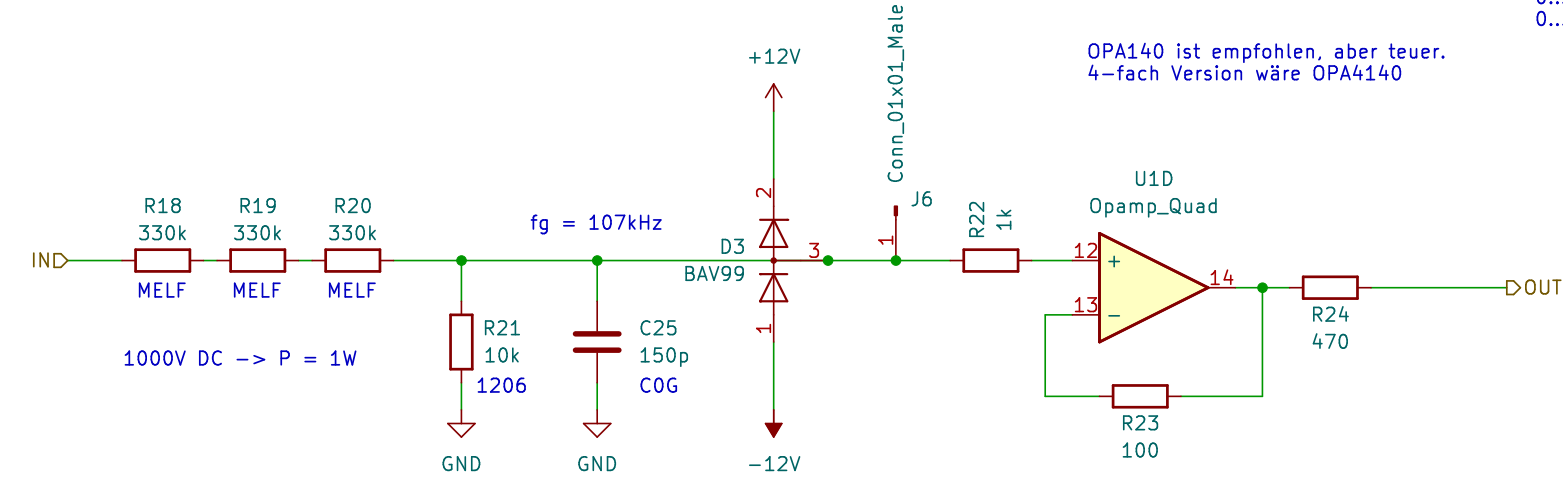 0..
0..
OPA140 ist empfohlen, aber teuer.
4-fach Version wäre OPA4140
Conn_01x01_Male
J6
1
+12V
2
D3
BAV99
3
1
-12V
fg = 107kHz
R18
330k
MELF
R19
330k
MELF
R20
330k
MELF
IN
1000V DC -> P = 1W
R21
10k
1206
GND
C25
150p
C0G
GND
R22
1k
U1D
Opamp_Quad
12
+
13
-
14
R23
100
R24
470
OUT